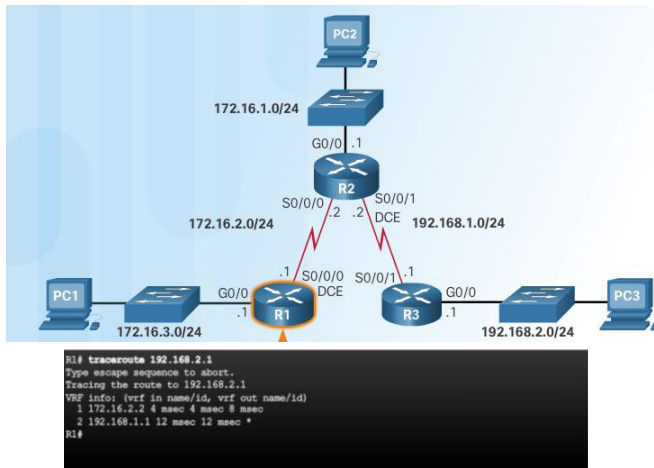 PC2
172.16.1.0/24
G0/0 .1
R2
S0/0/0 S0/0/1
.2 .2 DCE
172.16.2.0/24 192.168.1.0/24
.1 S0/0/0 .1
DCE S0/0/1
PC1 G0/0 R1 R3 G0/0 PC3
.1 .1
172.16.3.0/24 192.168.2.0/24
R1# traceroute 192.168.2.1
Type escape sequence to abort.
Tracing the route to 192.168.2.1
VRF info: (vrf in name/id, vrf out name/id)
1 172.16.2.2 4 msec 4 msec 8 msec
2 192.168.1.1 12 msec 12 msec *
R1#